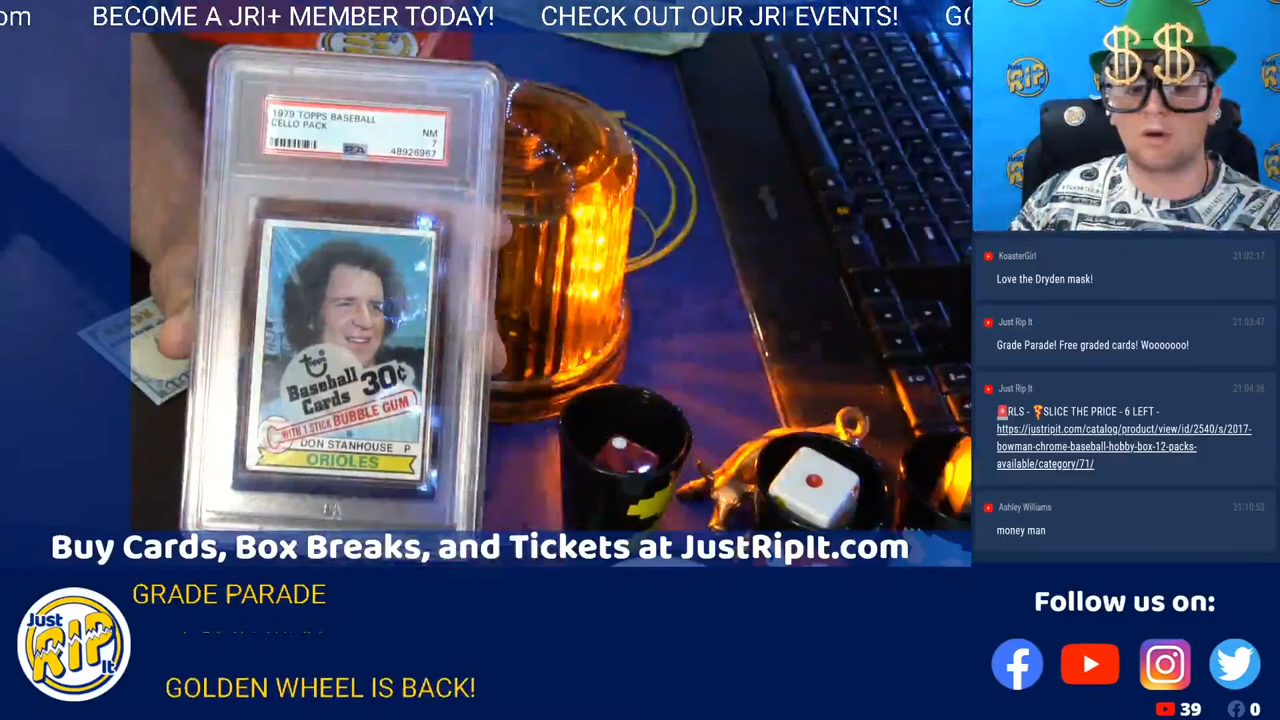 om
BECOME A JRI+ MEMBER TODAY!
CHECK OUT OUR JRI EVENTS!
GO
1979 TOPPS BASEBALL
CELLO PACK
NM
7
PSA
48926967
topps
Baseball
Cards
30¢
WITH 1 STICK BUBBLE GUM
DON STANHOUSE P
ORIOLES
Buy Cards, Box Breaks, and Tickets at JustRipIt.com
Just
RIP
It
GRADE PARADE
GOLDEN WHEEL IS BACK!
$ $
Just
RIP
KoasterGirl
21:02:17
Love the Dryden mask!
Just Rip It
21:03:47
Grade Parade! Free graded cards! Wooooooo!
Just Rip It
21:04:36
🚨RLS - 🍕SLICE THE PRICE - 6 LEFT -
https://justripit.com/catalog/product/view/id/2540/s/2017-
bowman-chrome-baseball-hobby-box-12-packs-
available/category/71/
Ashley Williams
21:10:53
money man
Follow us on:
39
0